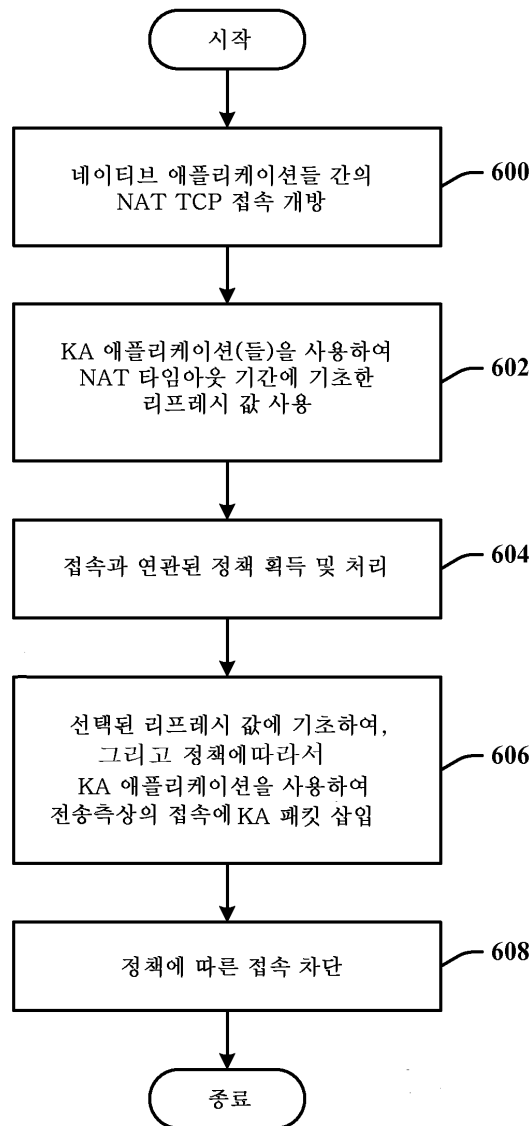 시작
네이티브 애플리케이션들 간의
NAT TCP 접속 개방
600
KA 애플리케이션(들)을 사용하여
NAT 타임아웃 기간에 기초한
리프레시 값 사용
602
접속과 연관된 정책 획득 및 처리
604
선택된 리프레시 값에 기초하여,
그리고 정책에따라서
KA 애플리케이션을 사용하여
전송측상의 접속에 KA 패킷 삽입
606
정책에 따른 접속 차단
608
종료